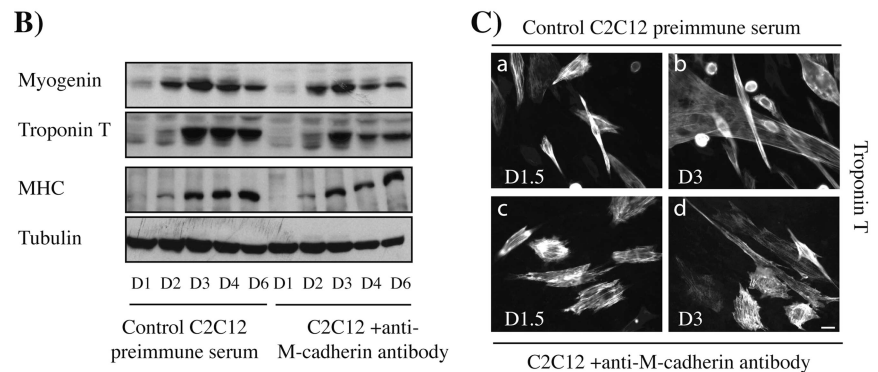 B)
Myogenin
Troponin T
MHC
Tubulin
D1 D2 D3 D4 D6 D1 D2 D3 D4 D6
Control C2C12
preimmune serum
C2C12 +anti-
M-cadherin antibody
C)
Control C2C12 preimmune serum
a
b
D1.5
D3
c
d
D1.5
D3
Troponin T
C2C12 +anti-M-cadherin antibody